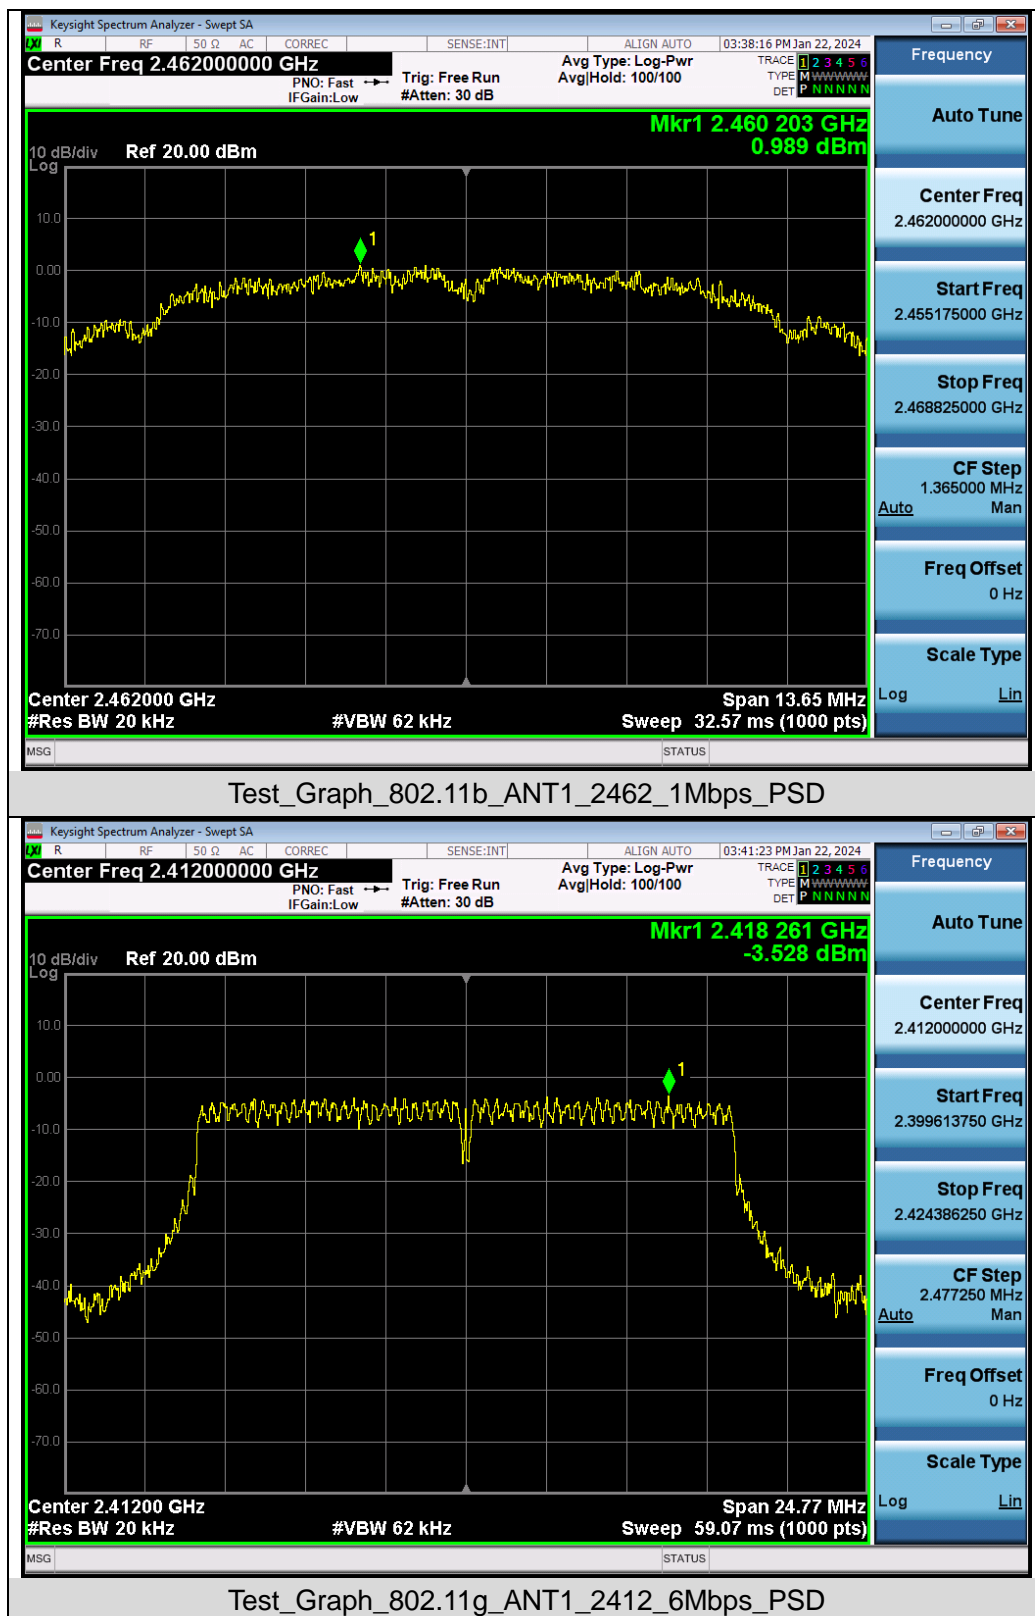 Keysight Spectrum Analyzer - Swept SA
LXI R RF 50 Ω AC CORREC SENSE:INT ALIGN AUTO 03:38:16 PM Jan 22, 2024
Center Freq 2.462000000 GHz
PNO: Fast
IFGain:Low
Trig: Free Run
#Atten: 30 dB
Avg Type: Log-Pwr
Avg|Hold: 100/100
TRACE 1 2 3 4 5 6
TYPE M WWWWW
DET P N N N N N
Mkr1 2.460 203 GHz
0.989 dBm
10 dB/div Ref 20.00 dBm
Log
10.0
1
0.00
-10.0
-20.0
-30.0
-40.0
-50.0
-60.0
-70.0
Center 2.462000 GHz Span 13.65 MHz
#Res BW 20 kHz #VBW 62 kHz Sweep 32.57 ms (1000 pts)
MSG STATUS
Frequency
Auto Tune
Center Freq
2.462000000 GHz
Start Freq
2.455175000 GHz
Stop Freq
2.468825000 GHz
CF Step
1.365000 MHz
Auto Man
Freq Offset
0 Hz
Scale Type
Log Lin
Test_Graph_802.11b_ANT1_2462_1Mbps_PSD
Keysight Spectrum Analyzer - Swept SA
LXI R RF 50 Ω AC CORREC SENSE:INT ALIGN AUTO 03:41:23 PM Jan 22, 2024
Center Freq 2.412000000 GHz
PNO: Fast
IFGain:Low
Trig: Free Run
#Atten: 30 dB
Avg Type: Log-Pwr
Avg|Hold: 100/100
TRACE 1 2 3 4 5 6
TYPE M WWWWW
DET P N N N N N
Mkr1 2.418 261 GHz
-3.528 dBm
10 dB/div Ref 20.00 dBm
Log
10.0
0.00
1
-10.0
-20.0
-30.0
-40.0
-50.0
-60.0
-70.0
Center 2.41200 GHz Span 24.77 MHz
#Res BW 20 kHz #VBW 62 kHz Sweep 59.07 ms (1000 pts)
MSG STATUS
Frequency
Auto Tune
Center Freq
2.412000000 GHz
Start Freq
2.399613750 GHz
Stop Freq
2.424386250 GHz
CF Step
2.477250 MHz
Auto Man
Freq Offset
0 Hz
Scale Type
Log Lin
Test_Graph_802.11g_ANT1_2412_6Mbps_PSD